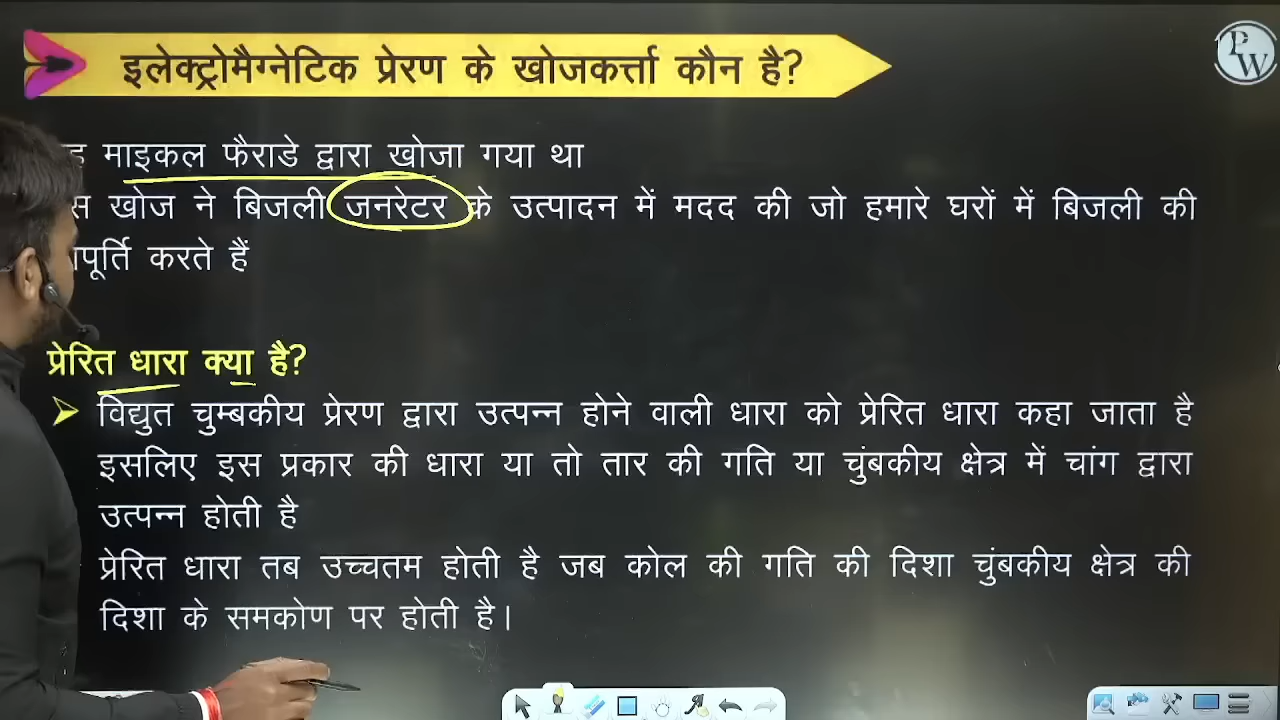 इलेक्ट्रोमैग्नेटिक प्रेरण के खोजकर्त्ता कौन है?
PW
माइकल फैराडे द्वारा खोजा गया था
खोज ने बिजली जनरेटर के उत्पादन में मदद की जो हमारे घरों में बिजली की
करते हैं
प्रेरित धारा क्या है?
विद्युत चुम्बकीय प्रेरण द्वारा उत्पन्न होने वाली धारा को प्रेरित धारा कहा जाता है
इसलिए इस प्रकार की धारा या तो तार की गति या चुंबकीय क्षेत्र में चांग द्वारा
उत्पन्न होती है
प्रेरित धारा तब उच्चतम होती है जब कोल की गति की दिशा चुंबकीय क्षेत्र की
दिशा के समकोण पर होती है।